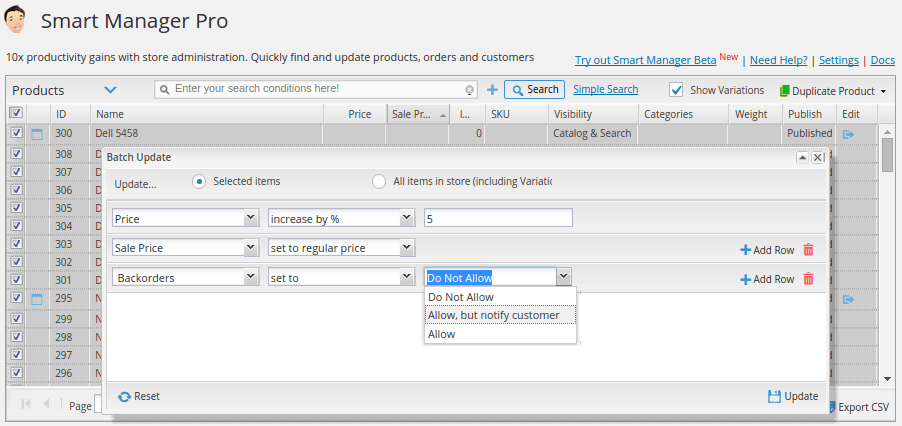 Smart Manager Pro
10x productivity gains with store administration. Quickly find and update products, orders and customers
Try out Smart Manager Beta New | Need Help? | Settings | Docs
Products Enter your search conditions here! Search Simple Search Show Variations Duplicate Product
ID Name Price Sale Pr... I... SKU Visibility Categories Weight Publish Edit
300 Dell 5458 0 Catalog & Search Published
308
307
306
305
304
303
302
301
295
299
298
297
296
Batch Update
Update... Selected items All items in store (including Variatic
Price increase by % 5
Sale Price set to regular price Add Row
Backorders set to Do Not Allow Add Row
Do Not Allow
Allow, but notify customer
Allow
Reset Update
Page Export CSV